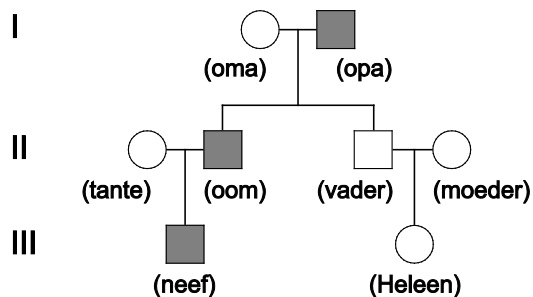 I
(oma) (opa)
II
(tante) (oom) (vader) (moeder)
III
(neef) (Heleen)